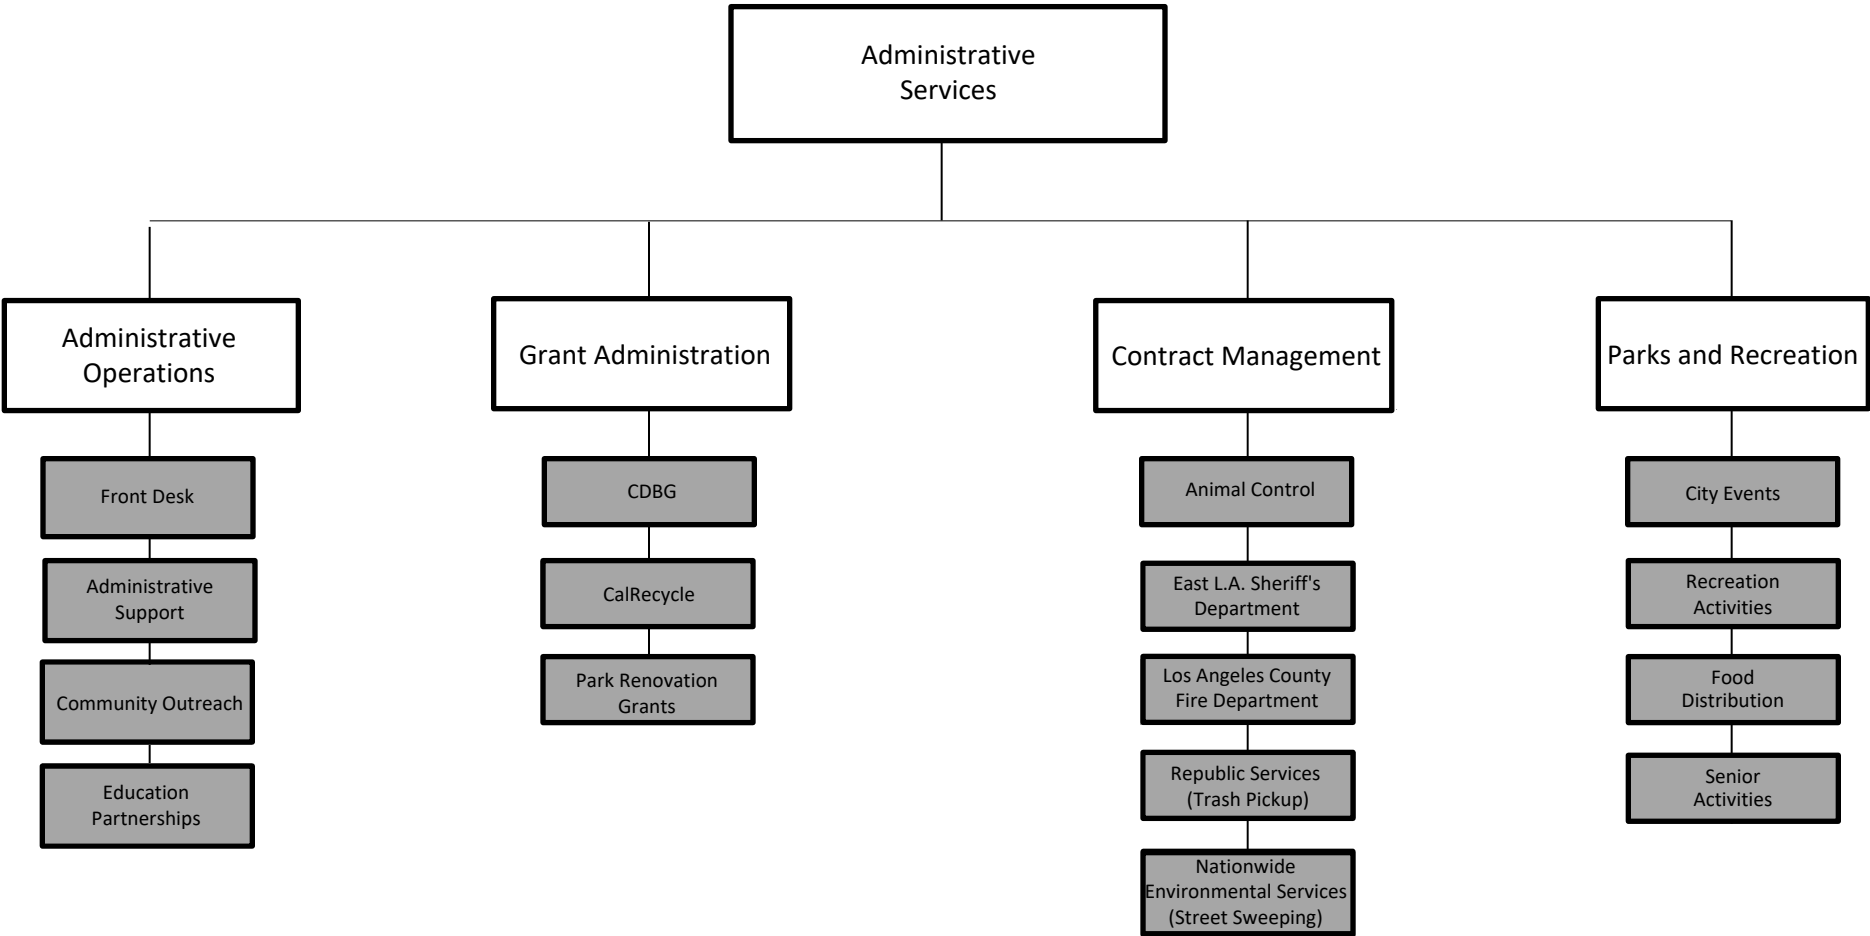 Administrative
Services
Administrative
Operations
Grant Administration
Contract Management
Parks and Recreation
Front Desk
Administrative
Support
Community Outreach
Education
Partnerships
CDBG
CalRecycle
Park Renovation
Grants
Animal Control
East L.A. Sheriff's
Department
Los Angeles County
Fire Department
Republic Services
(Trash Pickup)
Nationwide
Environmental Services
(Street Sweeping)
City Events
Recreation
Activities
Food
Distribution
Senior
Activities